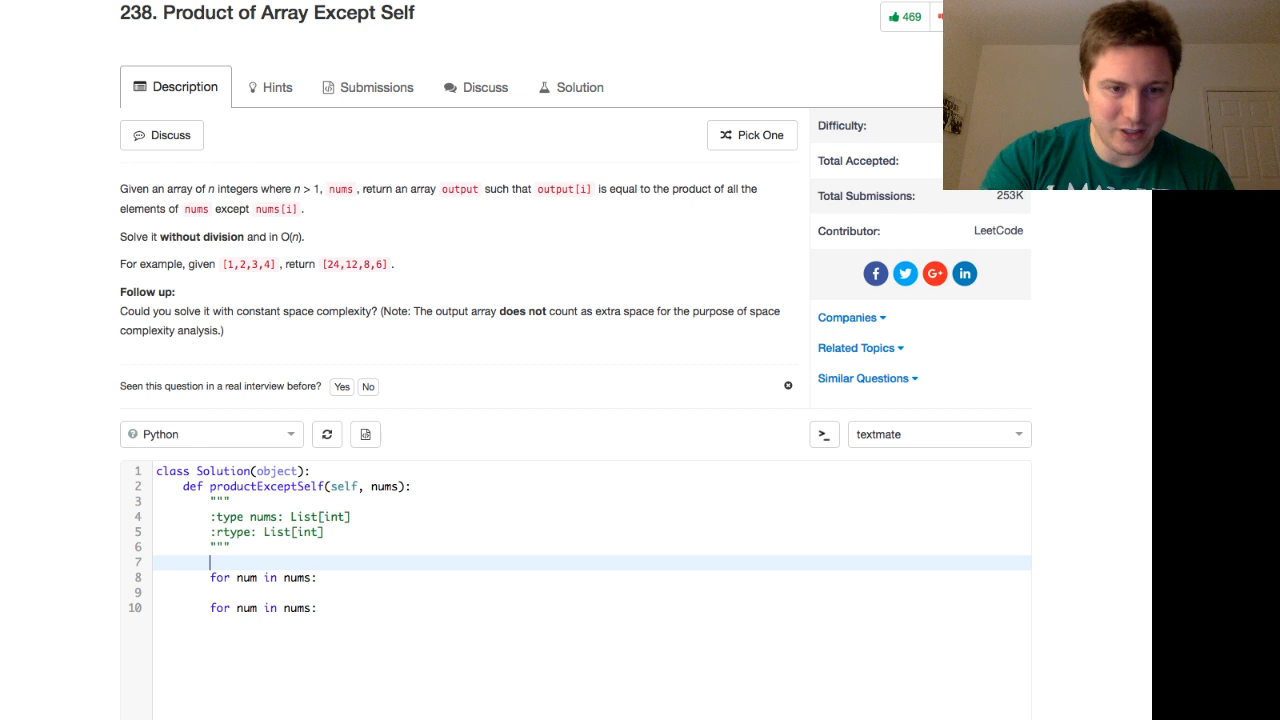 238. Product of Array Except Self
469
Description
Hints
Submissions
Discuss
Solution
Discuss
Pick One
Difficulty:
Total Accepted:
Total Submissions:
253K
Contributor:
LeetCode
Given an array of n integers where n > 1, nums, return an array output such that output[i] is equal to the product of all the
elements of nums except nums[i].
Solve it without division and in O(n).
For example, given [1,2,3,4], return [24,12,8,6].
Follow up:
Could you solve it with constant space complexity? (Note: The output array does not count as extra space for the purpose of space
complexity analysis.)
Companies
Related Topics
Similar Questions
Seen this question in a real interview before? Yes No
Python
textmate
1 class Solution(object):
2 def productExceptSelf(self, nums):
3 """
4 :type nums: List[int]
5 :rtype: List[int]
6 """
7
8 for num in nums:
9
10 for num in nums: